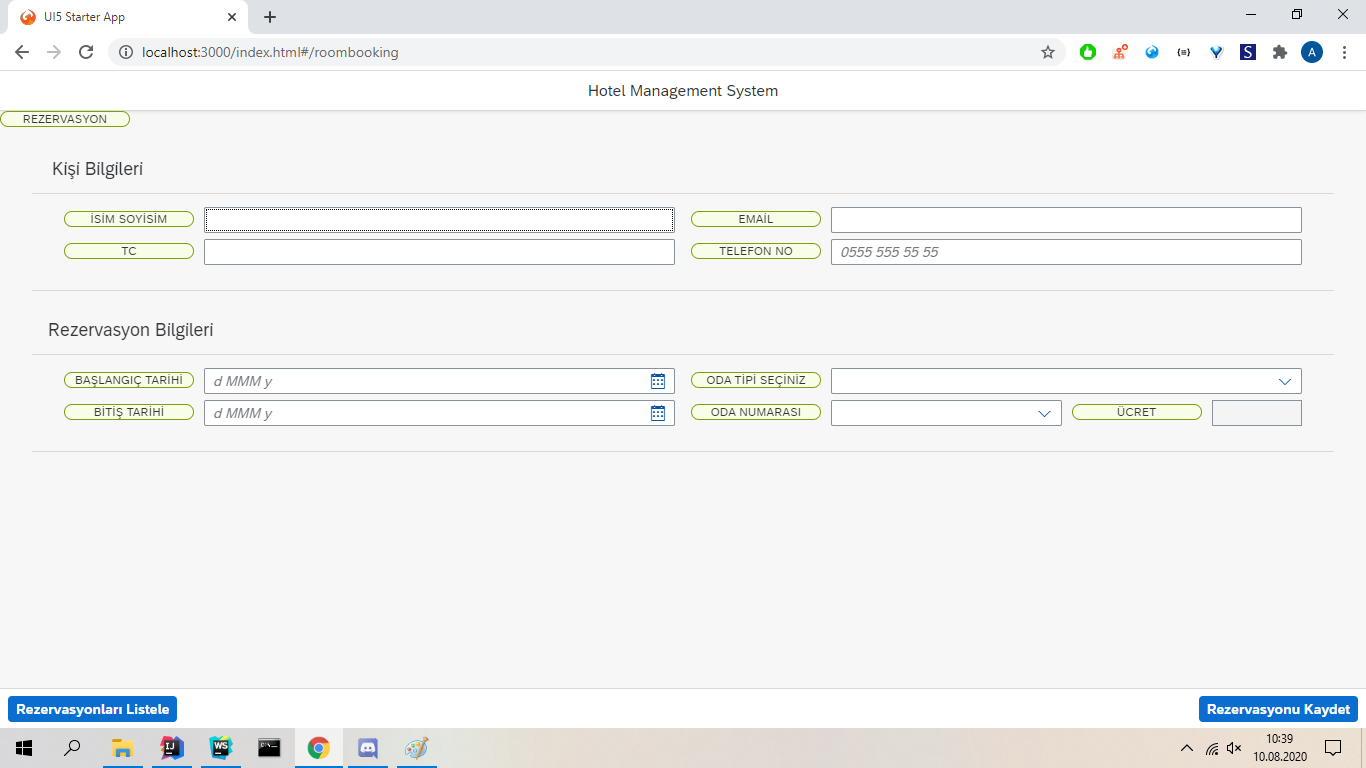 UI5 Starter App
localhost:3000/index.html#/roombooking
A
Hotel Management System
REZERVASYON
Kişi Bilgileri
İSİM SOYİSİM
EMAİL
TC
TELEFON NO
0555 555 55 55
Rezervasyon Bilgileri
BAŞLANGIÇ TARİHİ
d MMM y
ODA TİPİ SEÇİNİZ
BİTİŞ TARİHİ
d MMM y
ODA NUMARASI
ÜCRET
Rezervasyonları Listele
Rezervasyonu Kaydet
10:39
10.08.2020